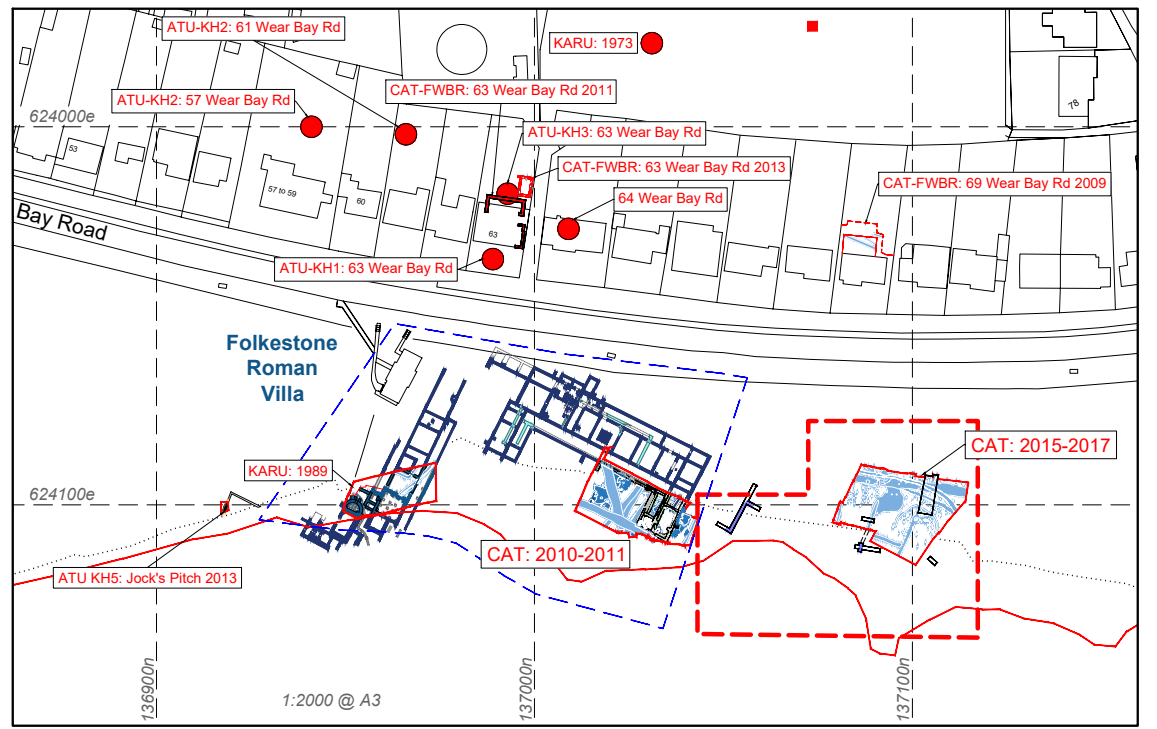 ATU-KH2: 61 Wear Bay Rd
KARU: 1973
CAT-FWBR: 63 Wear Bay Rd 2011
ATU-KH2: 57 Wear Bay Rd
78
624000e
ATU-KH3: 63 Wear Bay Rd
53
CAT-FWBR: 63 Wear Bay Rd 2013
CAT-FWBR: 69 Wear Bay Rd 2009
57 to 59
60
64 Wear Bay Rd
Bay Road
63
ATU-KH1: 63 Wear Bay Rd
Folkestone
Roman
Villa
CAT: 2015-2017
KARU: 1989
624100e
CAT: 2010-2011
ATU KH5: Jock's Pitch 2013
136900n
1:2000 @ A3
137000n
137100n